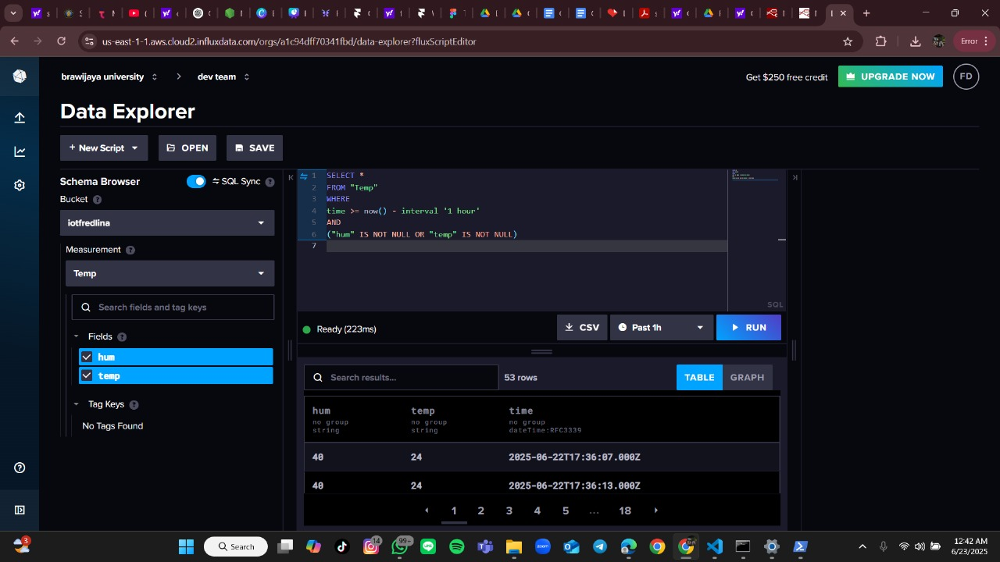 us-east-1-1.aws.cloud2.influxdata.com/orgs/a1c94dff70341fbd/data-explorer?fluxScriptEditor
Error
brawijaya university
dev team
Get $250 free credit
UPGRADE NOW
FD
Data Explorer
+ New Script
OPEN
SAVE
Schema Browser
SQL Sync
Bucket
iotfredlina
Measurement
Temp
Search fields and tag keys
Fields
hum
temp
Tag Keys
No Tags Found
1 SELECT *
2 FROM "Temp"
3 WHERE
4 time >= now() - interval '1 hour'
5 AND
6 ("hum" IS NOT NULL OR "temp" IS NOT NULL)
7
SQL
Ready (223ms)
CSV
Past 1h
RUN
Search results...
53 rows
TABLE
GRAPH
hum temp time
no group no group no group
string string dateTime:RFC3339
40 24 2025-06-22T17:36:07.000Z
40 24 2025-06-22T17:36:13.000Z
1 2 3 4 5 ... 18
3
Search
14
99+
zoom
12:42 AM
6/23/2025